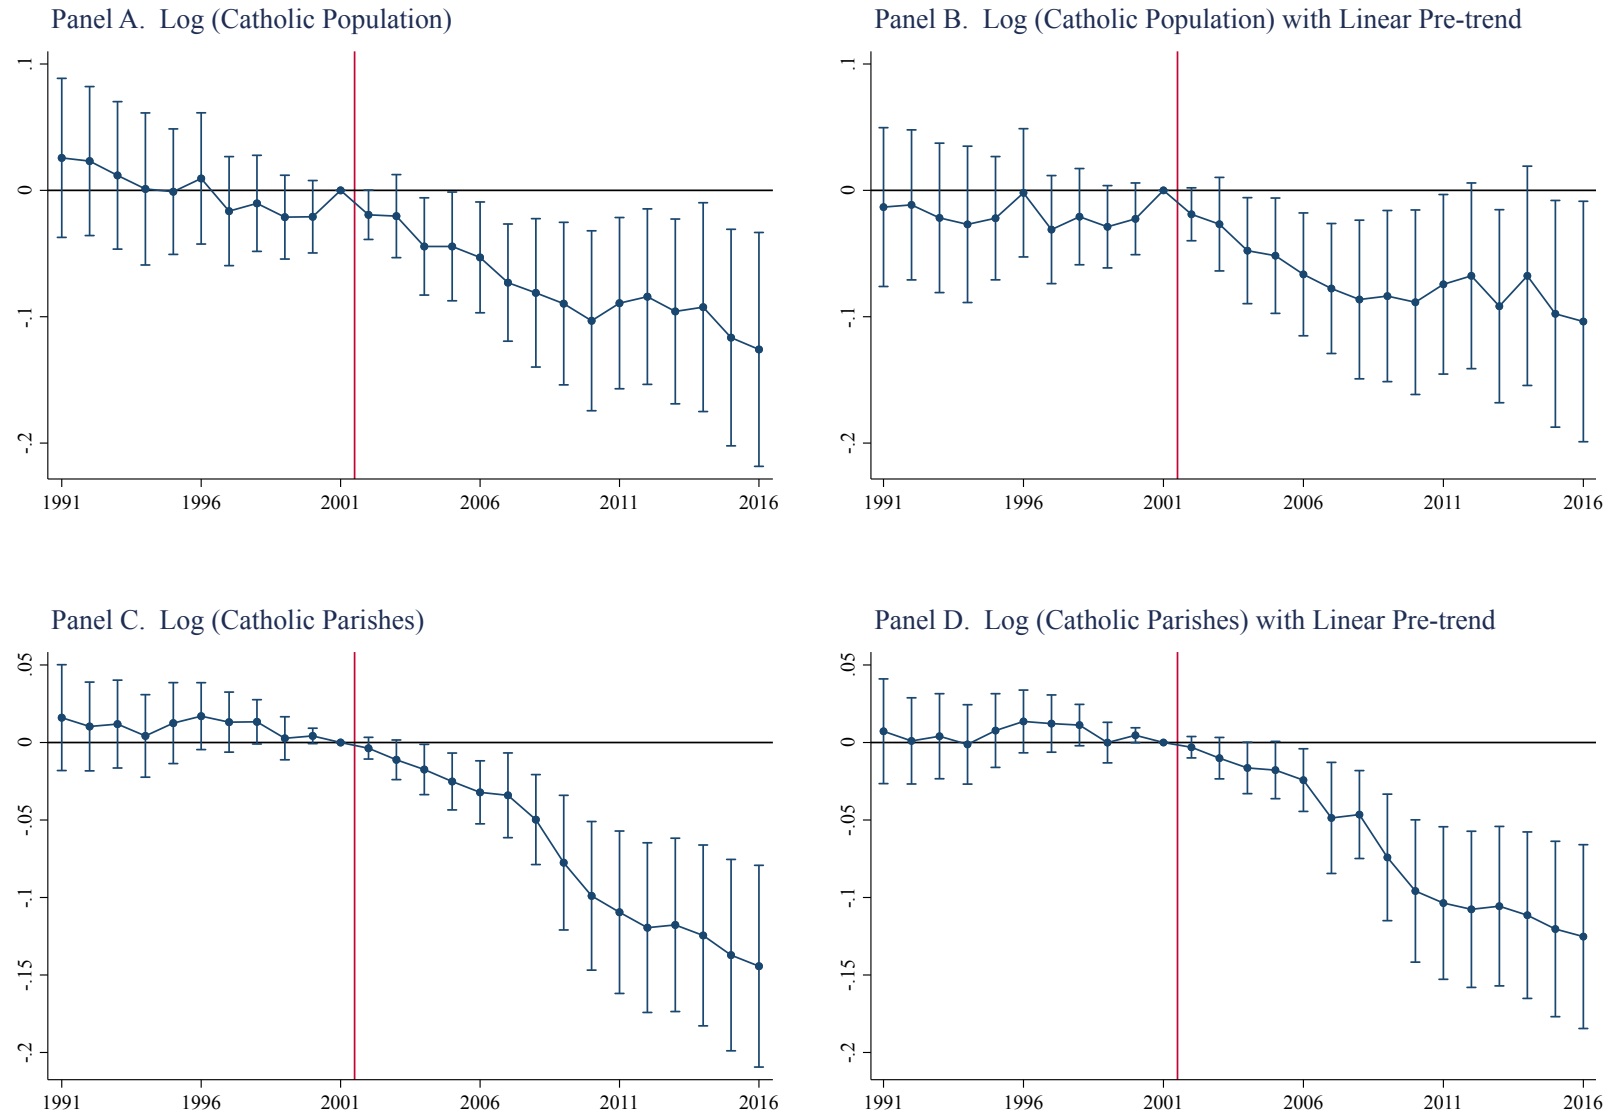 Panel A.  Log (Catholic Population)
.1
0
-.1
-.2
1991 1996 2001 2006 2011 2016
Panel B.  Log (Catholic Population) with Linear Pre-trend
.1
0
-.1
-.2
1991 1996 2001 2006 2011 2016
Panel C.  Log (Catholic Parishes)
.05
0
-.05
-.1
-.15
-.2
1991 1996 2001 2006 2011 2016
Panel D.  Log (Catholic Parishes) with Linear Pre-trend
.05
0
-.05
-.1
-.15
-.2
1991 1996 2001 2006 2011 2016